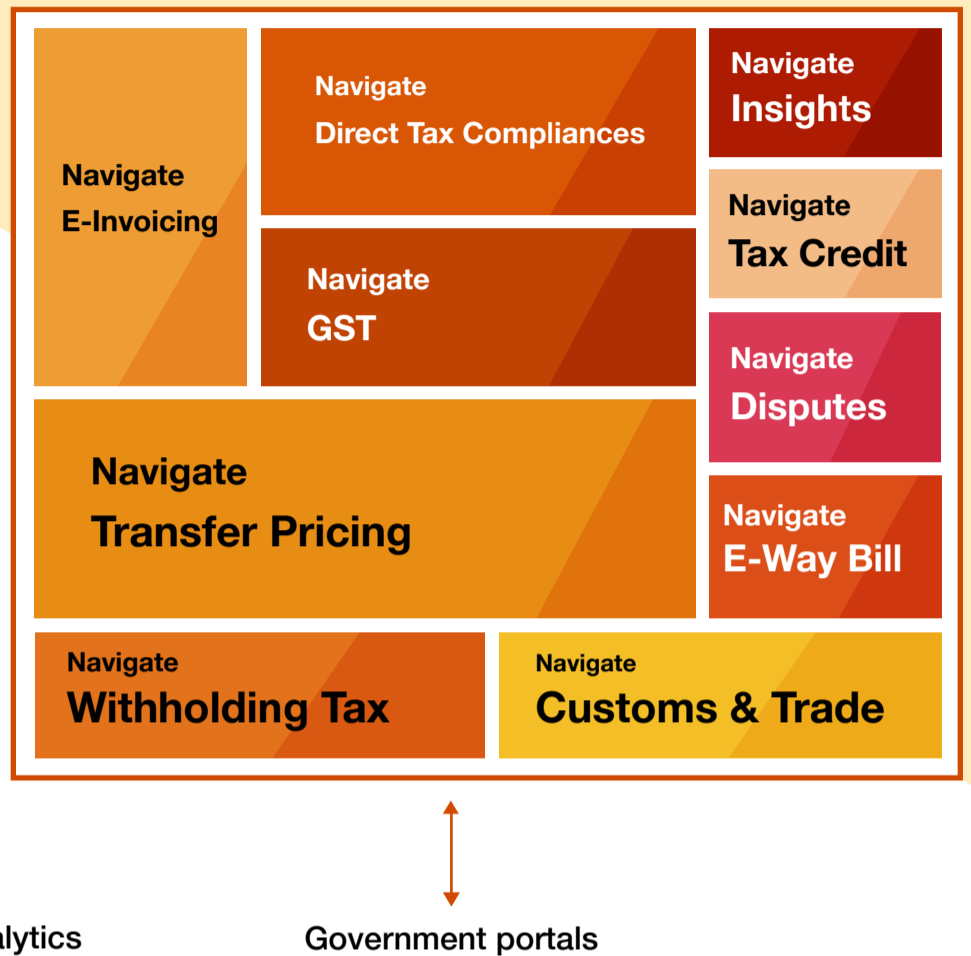 Navigate
E-Invoicing
Navigate
Direct Tax Compliances
Navigate
Insights
Navigate
Tax Credit
Navigate
GST
Navigate
Disputes
Navigate
Transfer Pricing
Navigate
E-Way Bill
Navigate
Withholding Tax
Navigate
Customs & Trade
Government portals